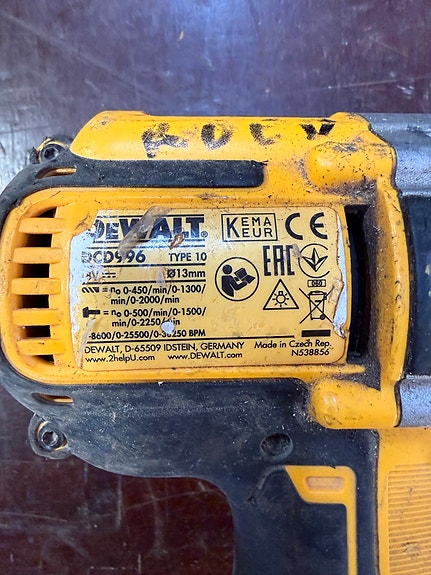 ROCKY
DEWALT®
KEMA
KEUR
CE
DCD996 TYPE 10
EAC
V Ø13mm
n₀ 0-450/min/0-1300/
min/0-2000/min
060
n₀ 0-500/min/0-1500/
min/0-2250/min
-8600/0-25500/0-38250 BPM
DEWALT, D-65509 IDSTEIN, GERMANY
Made in Czech Rep.
www.2helpU.com www.DEWALT.com
N538856